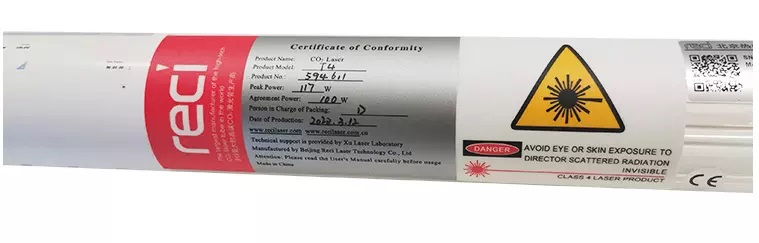 reci
Certificate of Conformity
Product Name: CO₂ Laser
Product Model: T4
Product No.: 594611
Peak Power: 117 W
Agreement Power: 100 W
Person in Charge of Packing: D
Date of Production: 2022.3.12
www.recilaser.com www.recilaser.com.cn
Technical support is provided by Xu Laser Laboratory
Manufactured by Beijing Reci Laser Technology Co., Ltd
Attention: Please read the User's Manual carefully before usage
Made in China
DANGER
AVOID EYE OR SKIN EXPOSURE TO
DIRECTOR SCATTERED RADIATION
INVISIBLE
CLASS 4 LASER PRODUCT
reci
SN
CE